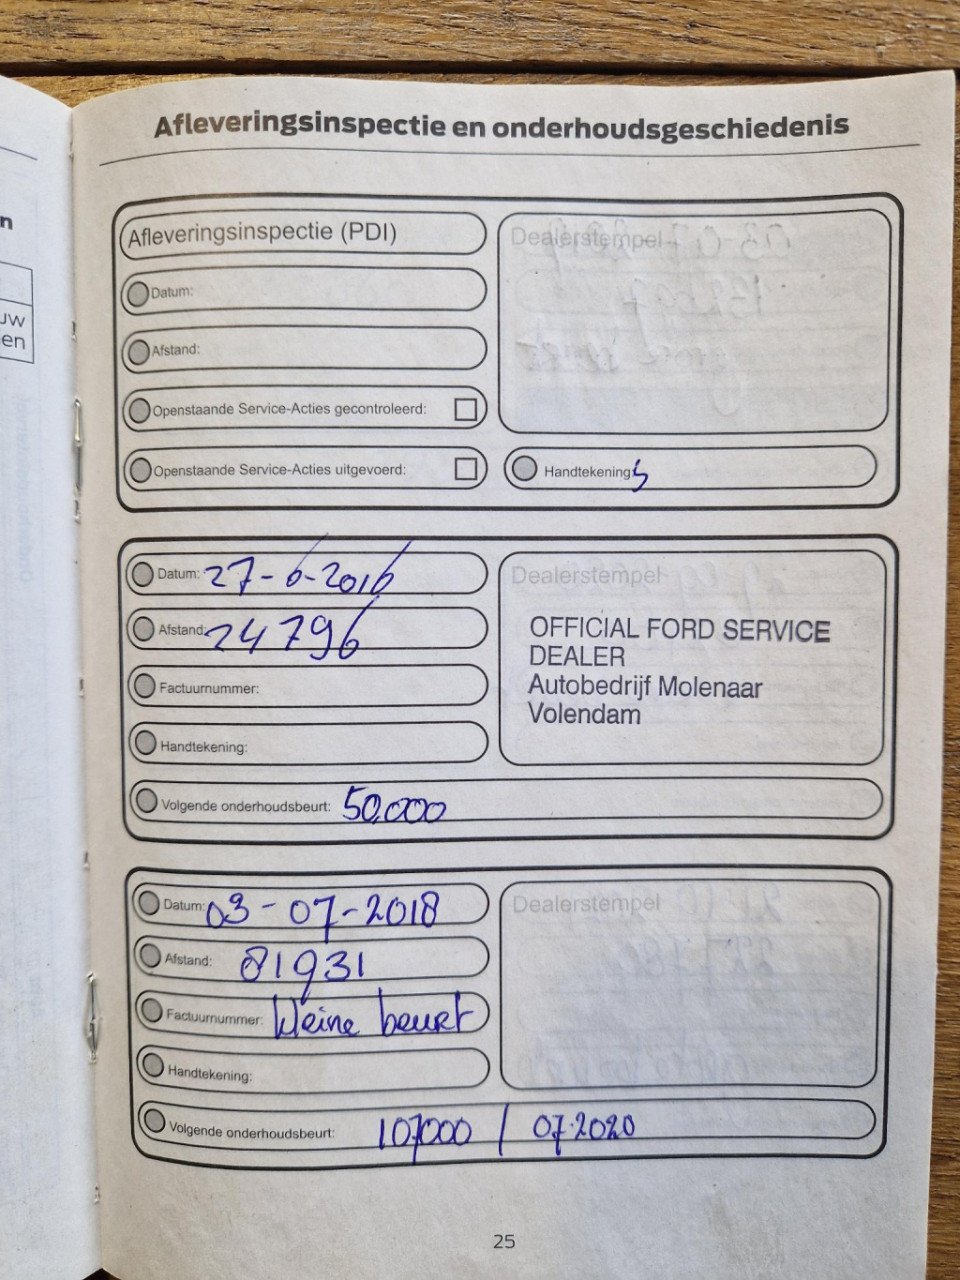 Afleveringsinspectie en onderhoudsgeschiedenis
Afleveringsinspectie (PDI)
Dealerstempel
Datum:
Afstand:
Openstaande Service-Acties gecontroleerd:
Openstaande Service-Acties uitgevoerd:
Handtekening:
Datum: 27-6-2016
Dealerstempel
Afstand: 24796
OFFICIAL FORD SERVICE
DEALER
Autobedrijf Molenaar
Volendam
Factuurnummer:
Handtekening:
Volgende onderhoudsbeurt: 50.000
Datum: 03-07-2018
Dealerstempel
Afstand: 81931
Factuurnummer: kleine beurt
Handtekening:
Volgende onderhoudsbeurt: 107000 / 07.2020
25
n
uw
en